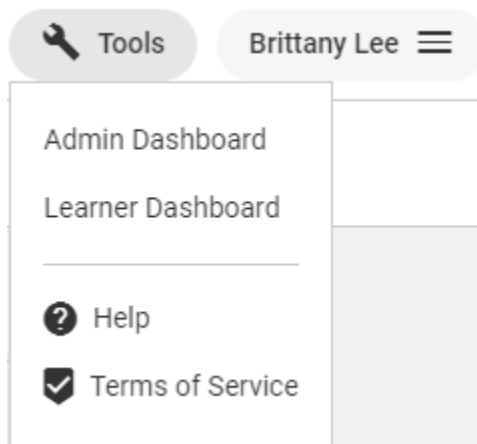 Tools
Brittany Lee
Admin Dashboard
Learner Dashboard
Help
Terms of Service